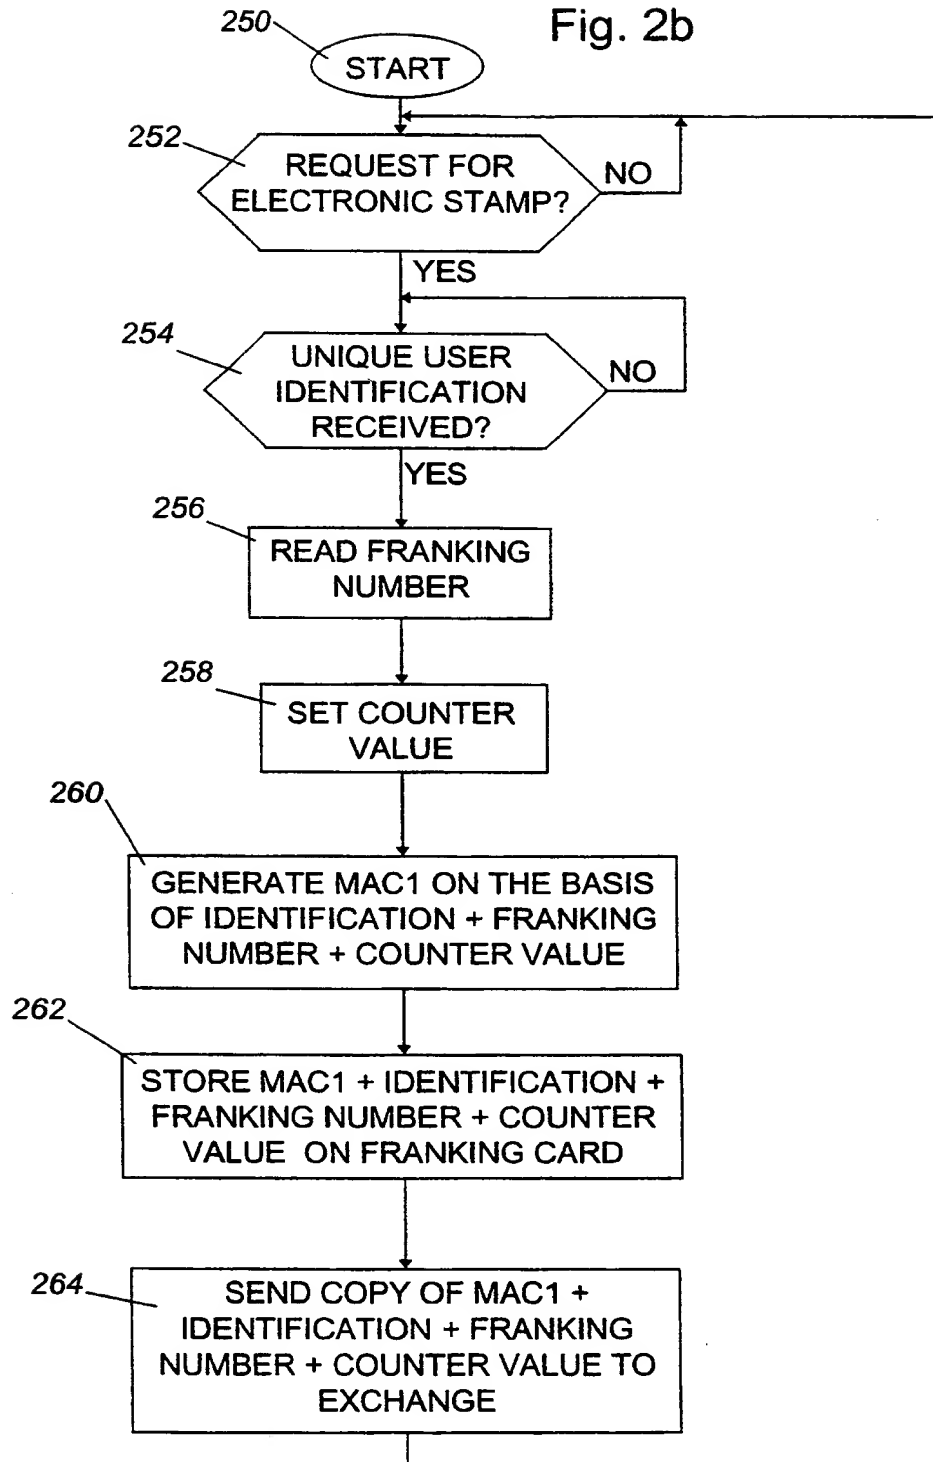 Fig. 2b
250
START
252
REQUEST FOR
ELECTRONIC STAMP?
NO
YES
254
UNIQUE USER
IDENTIFICATION
RECEIVED?
NO
YES
256
READ FRANKING
NUMBER
258
SET COUNTER
VALUE
260
GENERATE MAC1 ON THE BASIS
OF IDENTIFICATION + FRANKING
NUMBER + COUNTER VALUE
262
STORE MAC1 + IDENTIFICATION +
FRANKING NUMBER + COUNTER
VALUE ON FRANKING CARD
264
SEND COPY OF MAC1 +
IDENTIFICATION + FRANKING
NUMBER + COUNTER VALUE TO
EXCHANGE